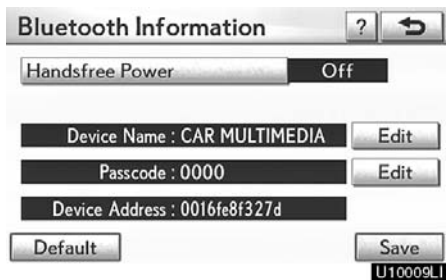 Bluetooth Information ?
Handsfree Power Off
Device Name : CAR MULTIMEDIA Edit
Passcode : 0000 Edit
Device Address : 0016fe8f327d
Default Save
U10009LI